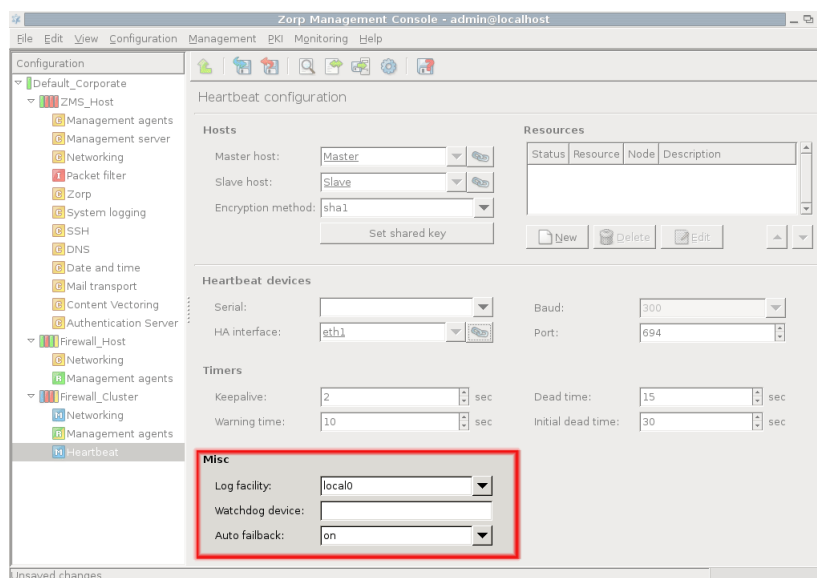 Zorp Management Console - admin@localhost
File Edit View Configuration Management PKI Monitoring Help
Configuration
Default_Corporate
ZMS_Host
Management agents
Management server
Networking
Packet filter
Zorp
System logging
SSH
DNS
Date and time
Mail transport
Content Vectoring
Authentication Server
Firewall_Host
Networking
Management agents
Firewall_Cluster
Networking
Management agents
Heartbeat
Heartbeat configuration
Hosts
Master host: Master
Slave host: Slave
Encryption method: sha1
Set shared key
Resources
Status Resource Node Description
New Delete Edit
Heartbeat devices
Serial:
Baud: 300
HA interface: eth1
Port: 694
Timers
Keepalive: 2 sec
Dead time: 15 sec
Warning time: 10 sec
Initial dead time: 30 sec
Misc
Log facility: local0
Watchdog device:
Auto failback: on
Unsaved changes